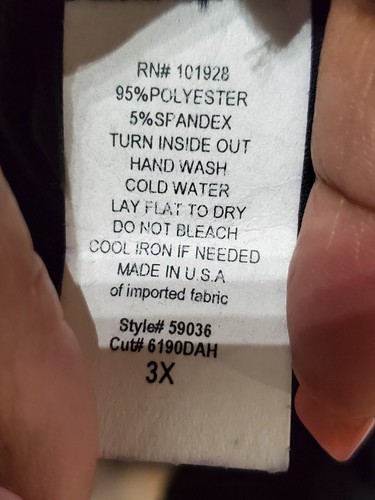 RN# 101928
95%POLYESTER
5%SPANDEX
TURN INSIDE OUT
HAND WASH
COLD WATER
LAY FLAT TO DRY
DO NOT BLEACH
COOL IRON IF NEEDED
MADE IN U.S.A
of imported fabric
Style# 59036
Cut# 6190DAH
3X